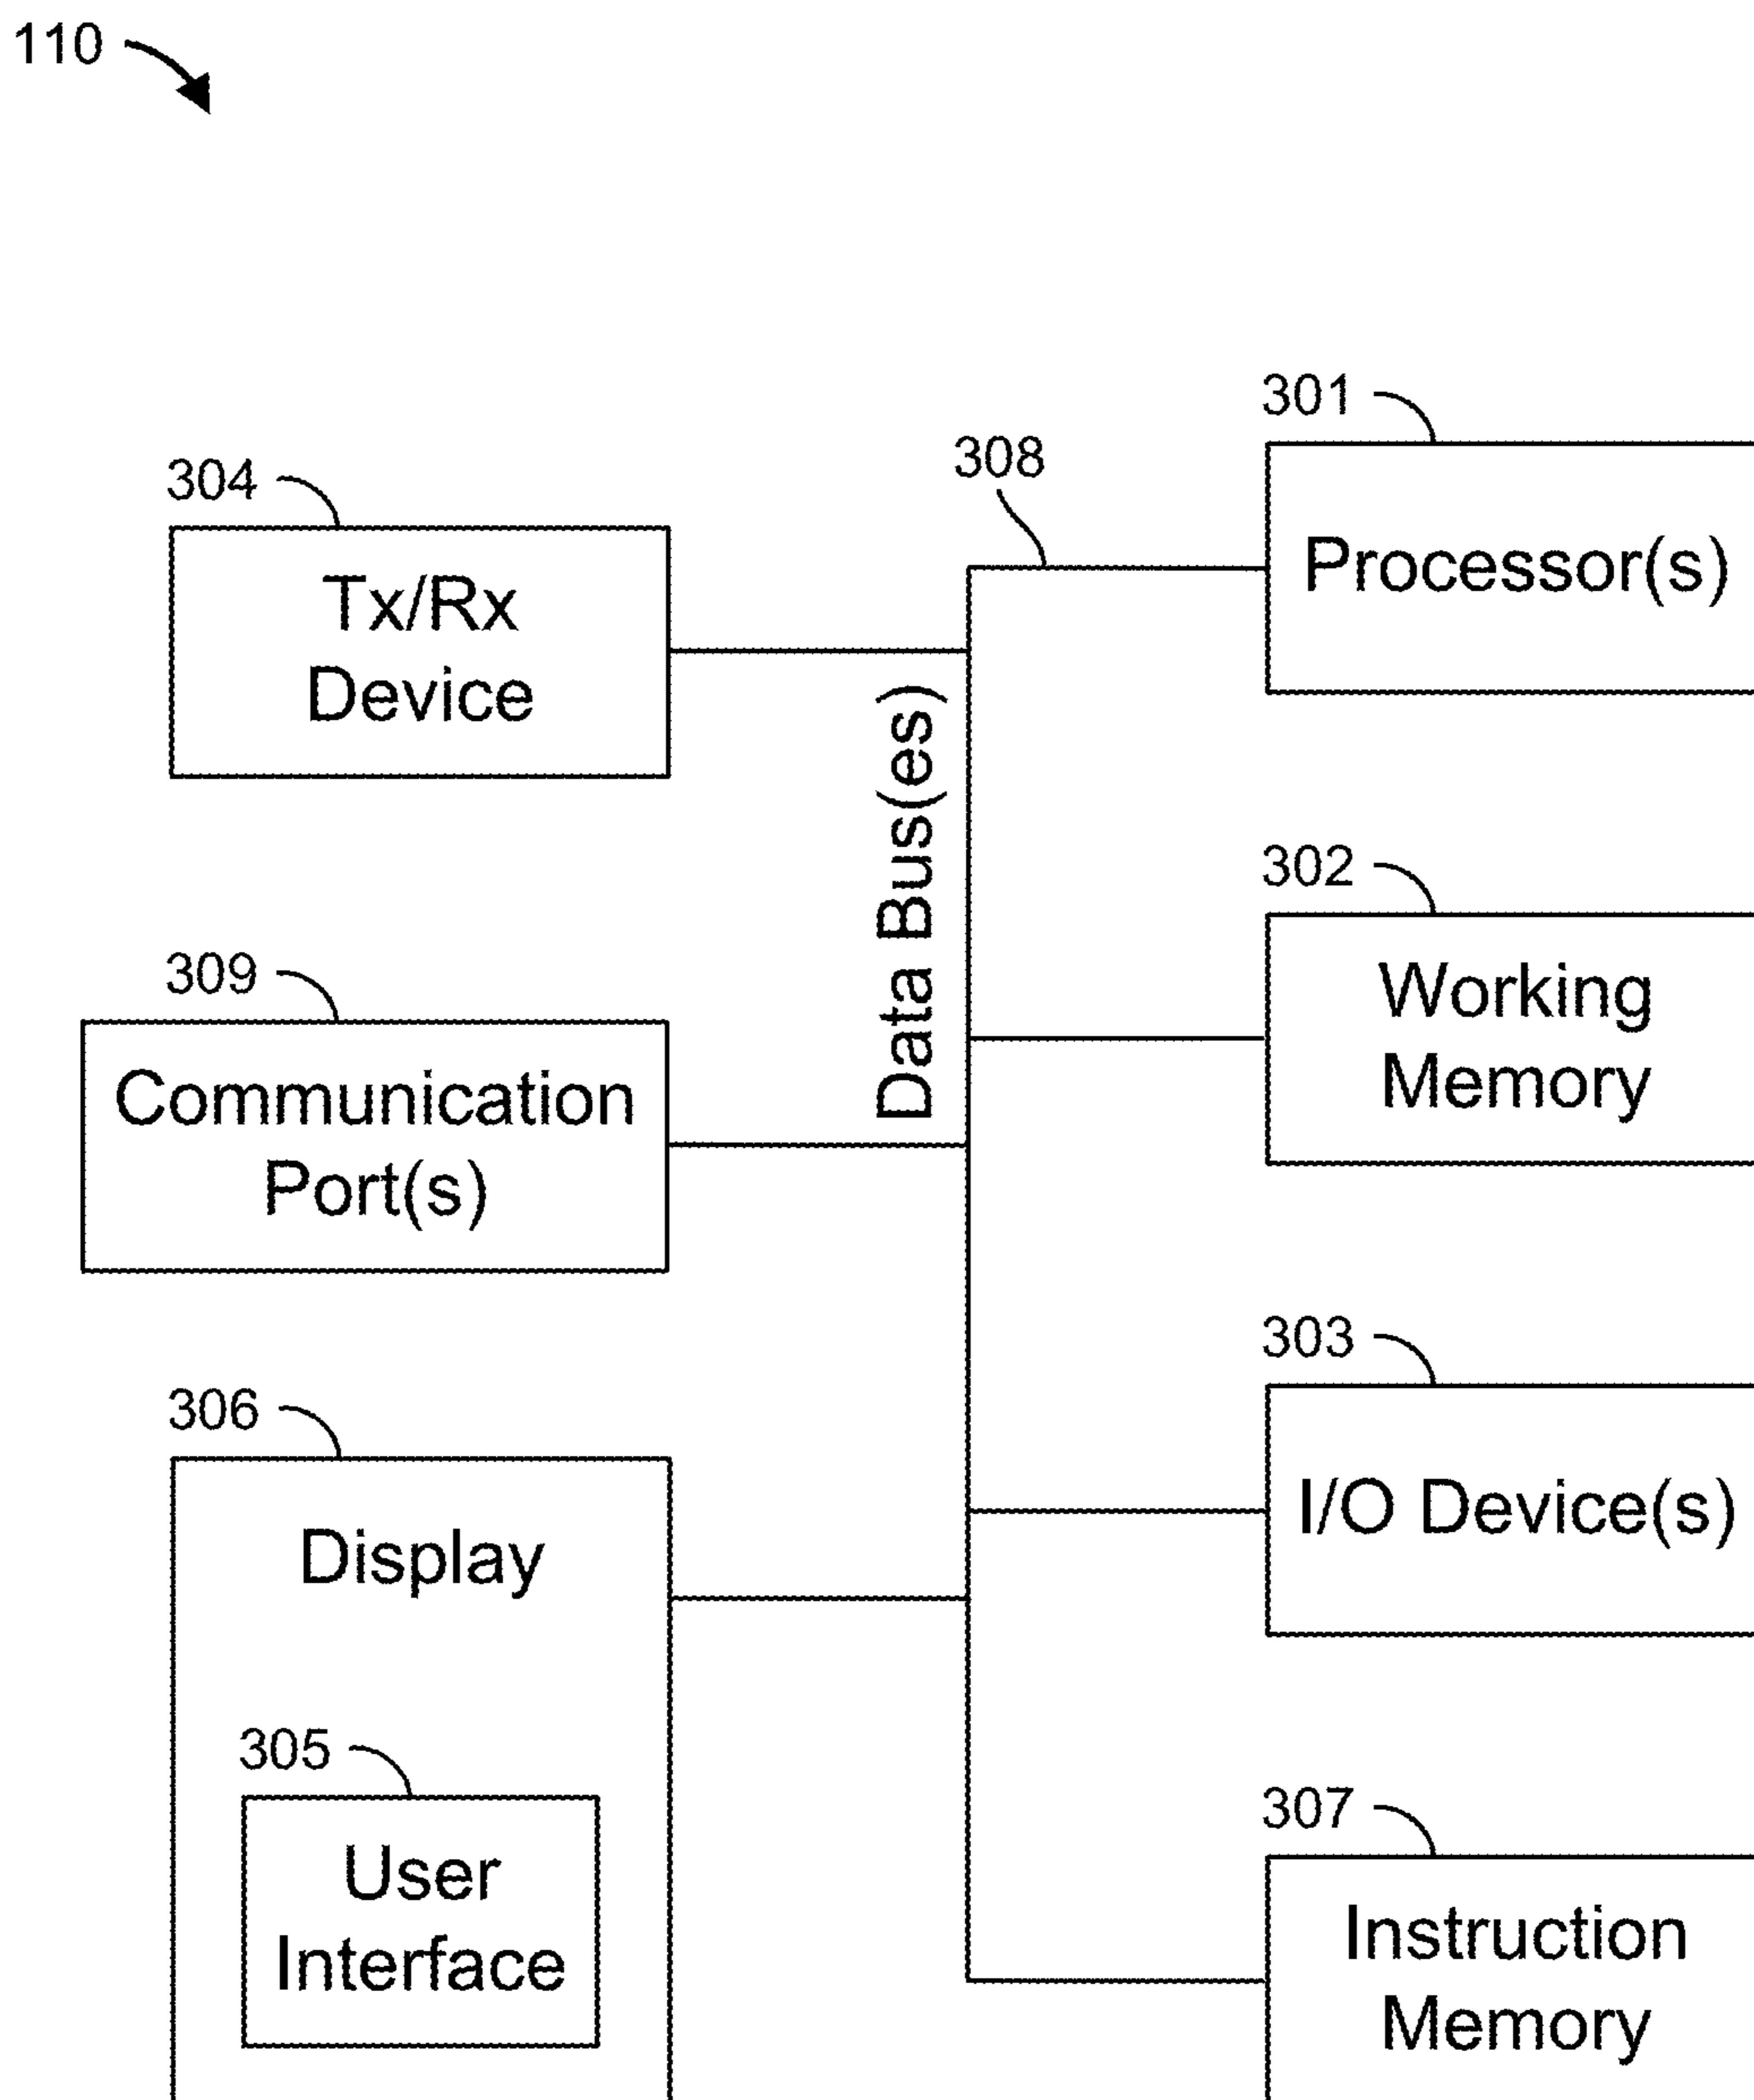 110
301
308
304
Processor(s)
Tx/Rx
Device
Data Bus(es)
302
309
Working
Memory
Communication
Port(s)
303
306
I/O Device(s)
Display
305
307
User
Interface
Instruction
Memory